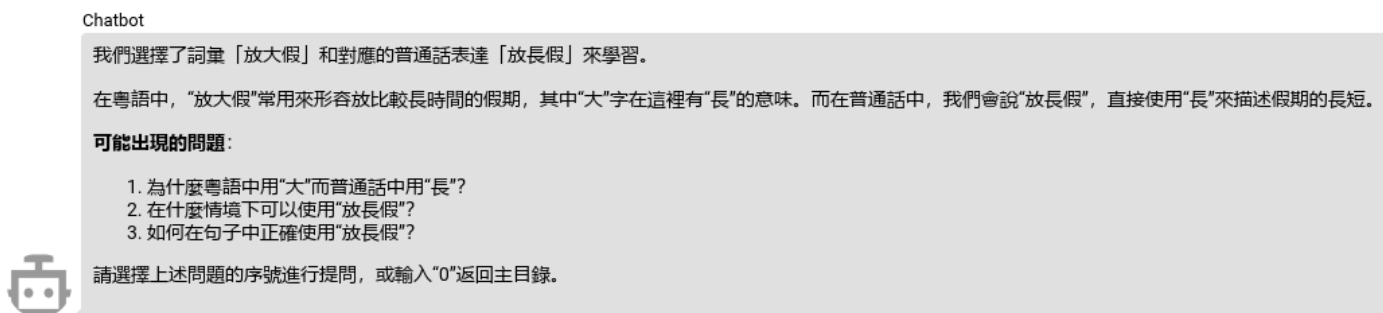 Chatbot
我們選擇了詞彙「放大假」和對應的普通話表達「放長假」來學習。
在粵語中，“放大假”常用來形容放比較長時間的假期，其中“大”字在這裡有“長”的意味。而在普通話中，我們會說“放長假”，直接使用“長”來描述假期的長短。
可能出現的問題：
1. 為什麼粵語中用“大”而普通話中用“長”？
2. 在什麼情境下可以使用“放長假”？
3. 如何在句子中正確使用“放長假”？
請選擇上述問題的序號進行提問，或輸入“0”返回主目錄。